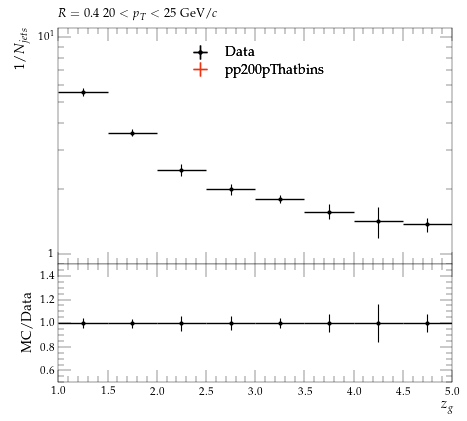 R = 0.4 20 < p_T < 25 GeV/c
1/N_jets
10^1
1
Data
pp200pThatbins
MC/Data
1.4
1.2
1.0
0.8
0.6
1.0 1.5 2.0 2.5 3.0 3.5 4.0 4.5 5.0
z_g